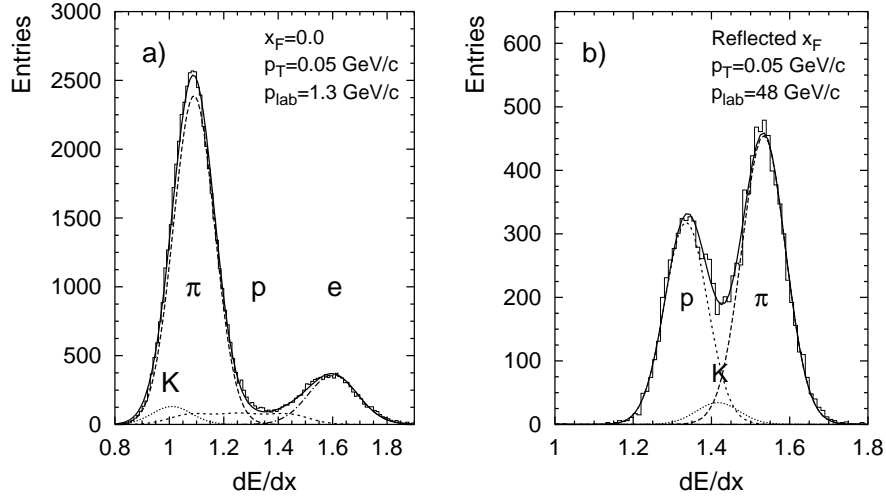 a)
x_F=0.0
p_T=0.05 GeV/c
p_lab=1.3 GeV/c
Entries
3000
2500
2000
1500
1000
500
0
π p e
K
0.8 1 1.2 1.4 1.6 1.8
dE/dx
b)
Reflected x_F
p_T=0.05 GeV/c
p_lab=48 GeV/c
Entries
600
500
400
300
200
100
0
p π
K
1 1.2 1.4 1.6 1.8
dE/dx